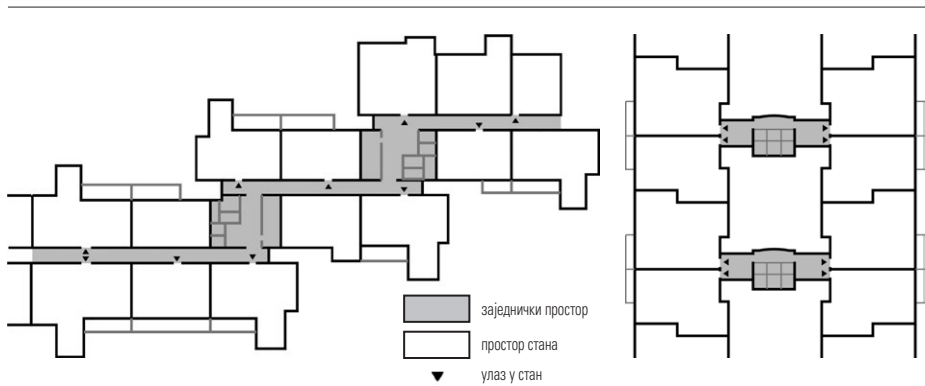 заједнички простор
простор стана
улаз у стан